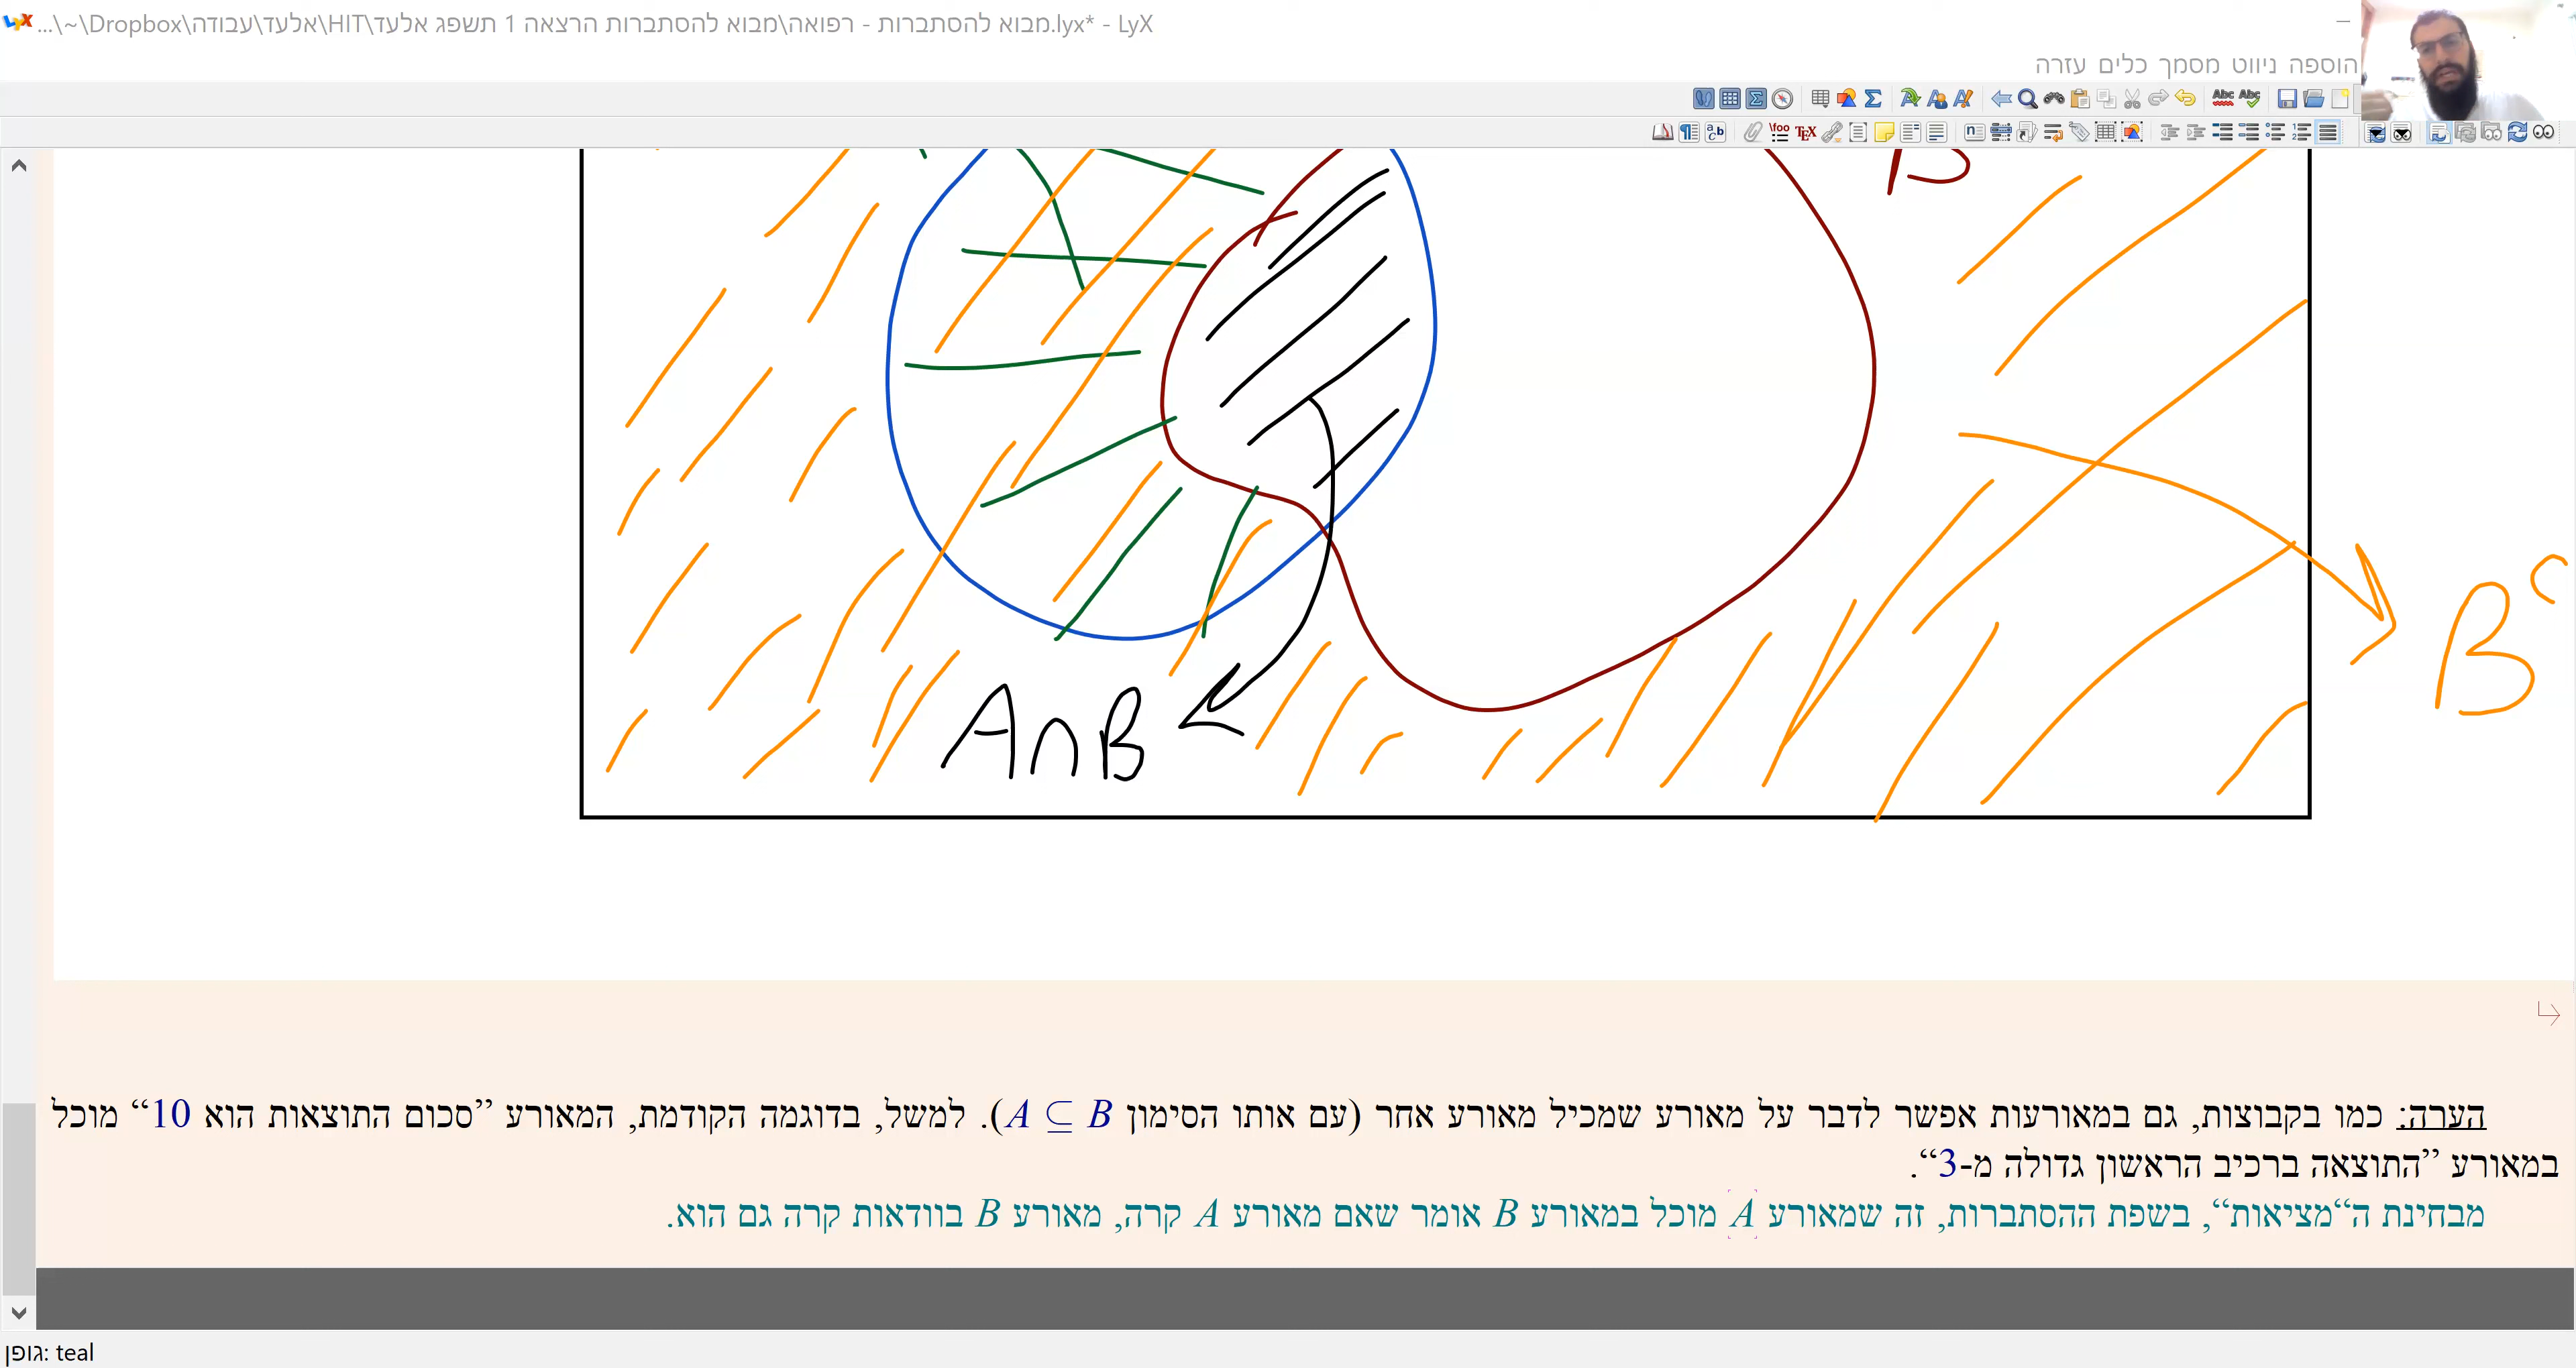 ...\~\Dropbox\עבודה\אלעד\HIT\מבוא להסתברות - רפואה\מבוא להסתברות הרצאה 1 תשפג אלעד.lyx* - LyX
הוספה ניווט מסמך כלים עזרה
B
B^c
A∩B
הערה: כמו בקבוצות, גם במאורעות אפשר לדבר על מאורע שמכיל מאורע אחר (עם אותו הסימון A ⊆ B). למשל, בדוגמה הקודמת, המאורע ”סכום התוצאות הוא 10“ מוכל
במאורע ”התוצאה ברכיב הראשון גדולה מ-3“.
מבחינת ה“מציאות“, בשפת ההסתברות, זה שמאורע A מוכל במאורע B אומר שאם מאורע A קרה, מאורע B בוודאות קרה גם הוא.
גופן: teal